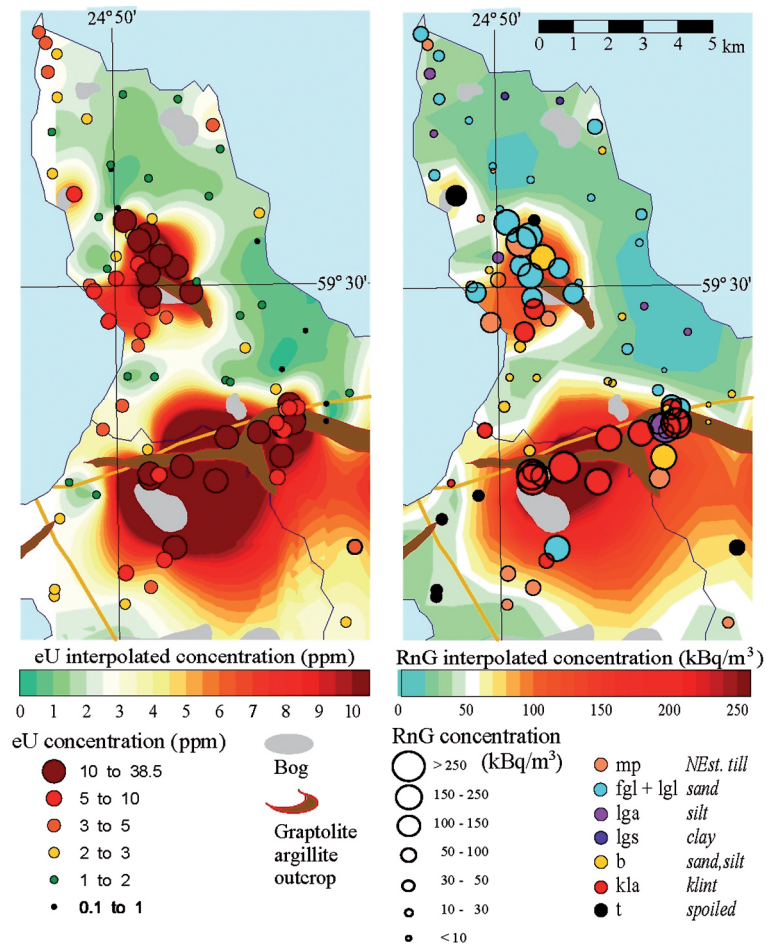 24° 50'
24° 50'
0 1 2 3 4 5
km
59° 30'
59° 30'
eU interpolated concentration (ppm)
0 1 2 3 4 5 6 7 8 9 10
eU concentration (ppm)
10 to 38.5
5 to 10
3 to 5
2 to 3
1 to 2
0.1 to 1
Bog
Graptolite
argillite
outcrop
RnG interpolated concentration (kBq/m³)
0 50 100 150 200 250
RnG concentration
(kBq/m³)
> 250
150 - 250
100 - 150
50 - 100
30 - 50
10 - 30
< 10
mp NEst. till
fgl + lgl sand
lga silt
lgs clay
b sand,silt
kla klint
t spoiled